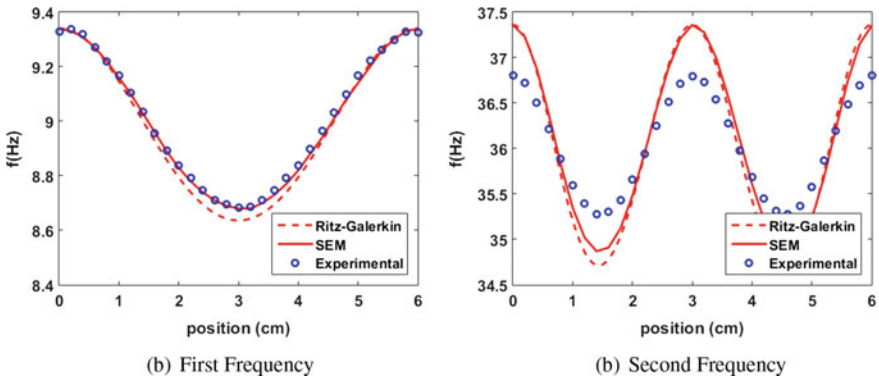 9.4
9.2
9
8.8
8.6
8.4
f(Hz)
0 1 2 3 4 5 6
position (cm)
Ritz-Galerkin
SEM
Experimental
(b) First Frequency
37.5
37
36.5
36
35.5
35
34.5
f(Hz)
0 1 2 3 4 5 6
position (cm)
Ritz-Galerkin
SEM
Experimental
(b) Second Frequency